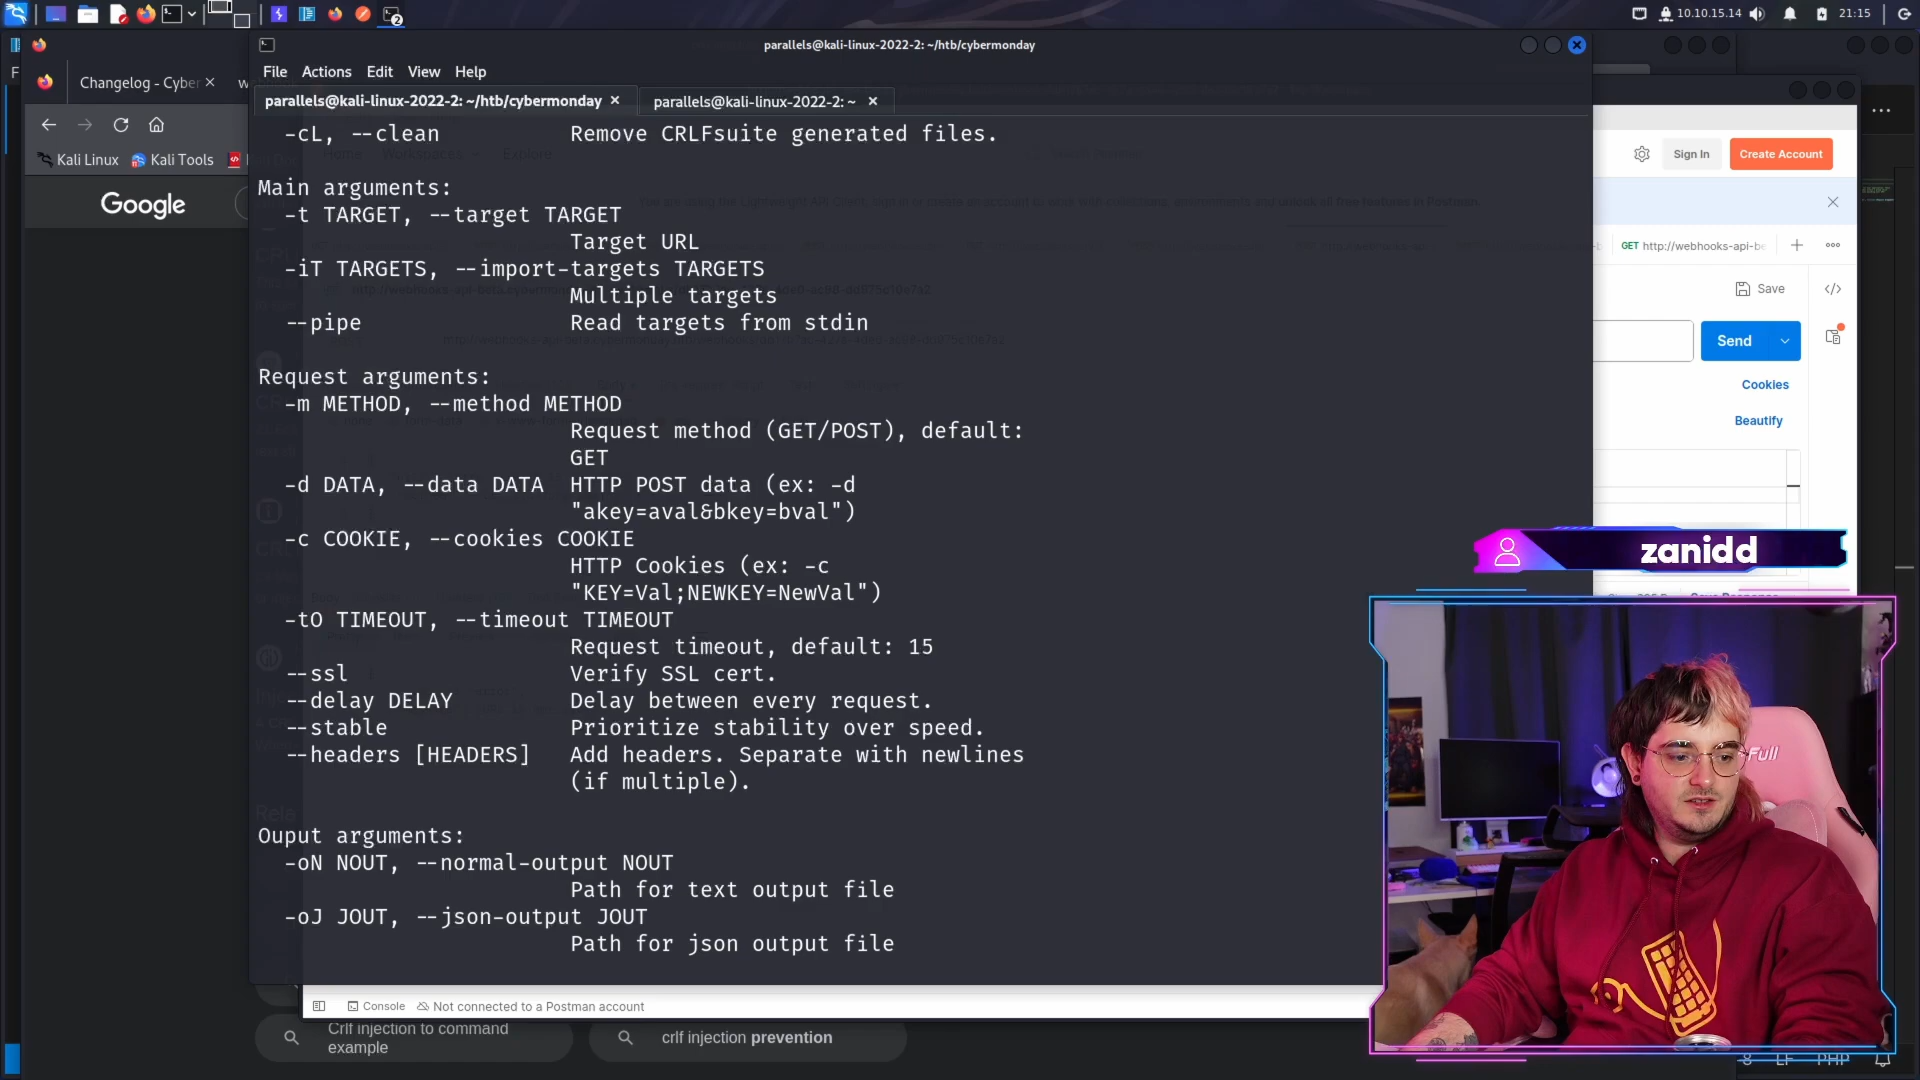 10.10.15.14
21:15
2
parallels@kali-linux-2022-2: ~/htb/cybermonday
Changelog - Cyber
File Actions Edit View Help
parallels@kali-linux-2022-2: ~/htb/cybermonday
parallels@kali-linux-2022-2: ~
Kali Linux
Kali Tools
Google
-cL, --clean Remove CRLFsuite generated files.
Main arguments:
-t TARGET, --target TARGET
Target URL
-iT TARGETS, --import-targets TARGETS
Multiple targets
--pipe Read targets from stdin
Request arguments:
-m METHOD, --method METHOD
Request method (GET/POST), default:
GET
-d DATA, --data DATA HTTP POST data (ex: -d
"akey=aval&bkey=bval")
-c COOKIE, --cookies COOKIE
HTTP Cookies (ex: -c
"KEY=Val;NEWKEY=NewVal")
-tO TIMEOUT, --timeout TIMEOUT
Request timeout, default: 15
--ssl Verify SSL cert.
--delay DELAY Delay between every request.
--stable Prioritize stability over speed.
--headers [HEADERS] Add headers. Separate with newlines
(if multiple).
Ouput arguments:
-oN NOUT, --normal-output NOUT
Path for text output file
-oJ JOUT, --json-output JOUT
Path for json output file
Sign In
Create Account
GET http://webhooks-api-be
Save
</>
Send
Cookies
Beautify
zanidd
Full
Console
Not connected to a Postman account
Crlf injection to command
example
crlf injection prevention
LF
PHP